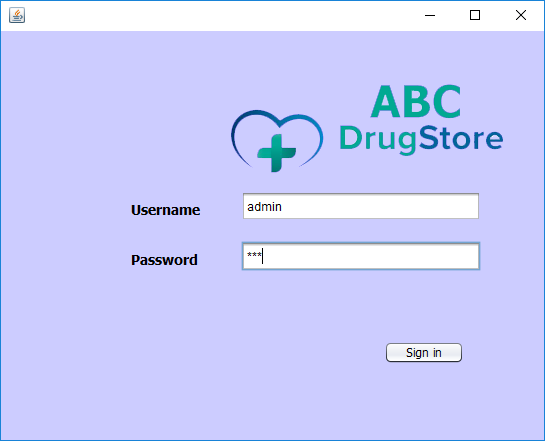 ABC
DrugStore
Username
admin
Password
***
Sign in